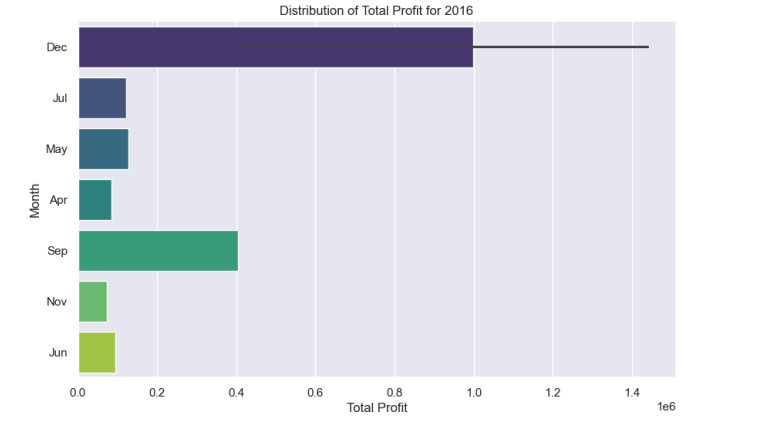 Distribution of Total Profit for 2016
Dec
Jul
May
Apr
Sep
Nov
Jun
Month
0.0 0.2 0.4 0.6 0.8 1.0 1.2 1.4
1e6
Total Profit